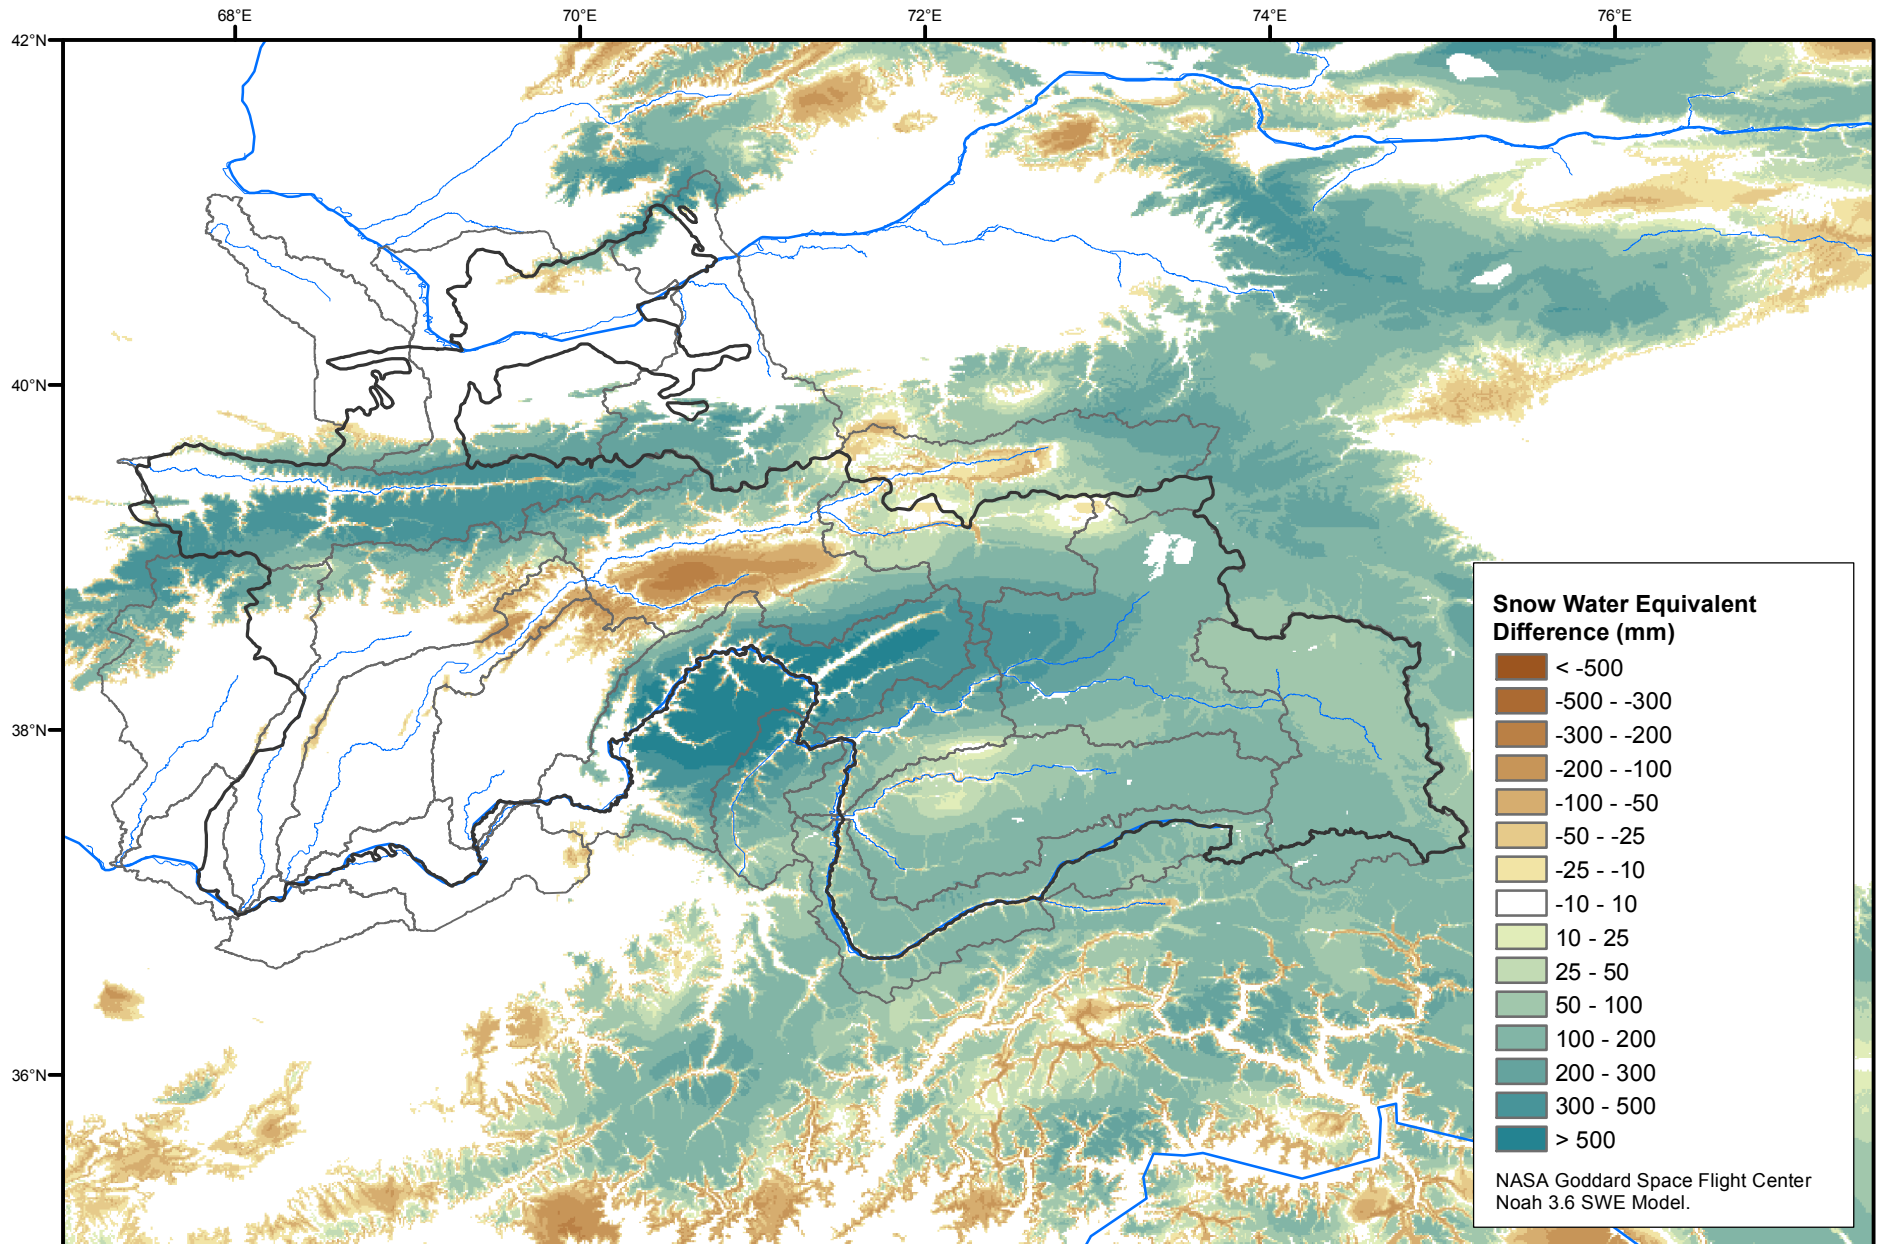 68°E
70°E
72°E
74°E
76°E
42°N
40°N
38°N
36°N
Snow Water Equivalent
Difference (mm)
< -500
-500 - -300
-300 - -200
-200 - -100
-100 - -50
-50 - -25
-25 - -10
-10 - 10
10 - 25
25 - 50
50 - 100
100 - 200
200 - 300
300 - 500
> 500
NASA Goddard Space Flight Center
Noah 3.6 SWE Model.